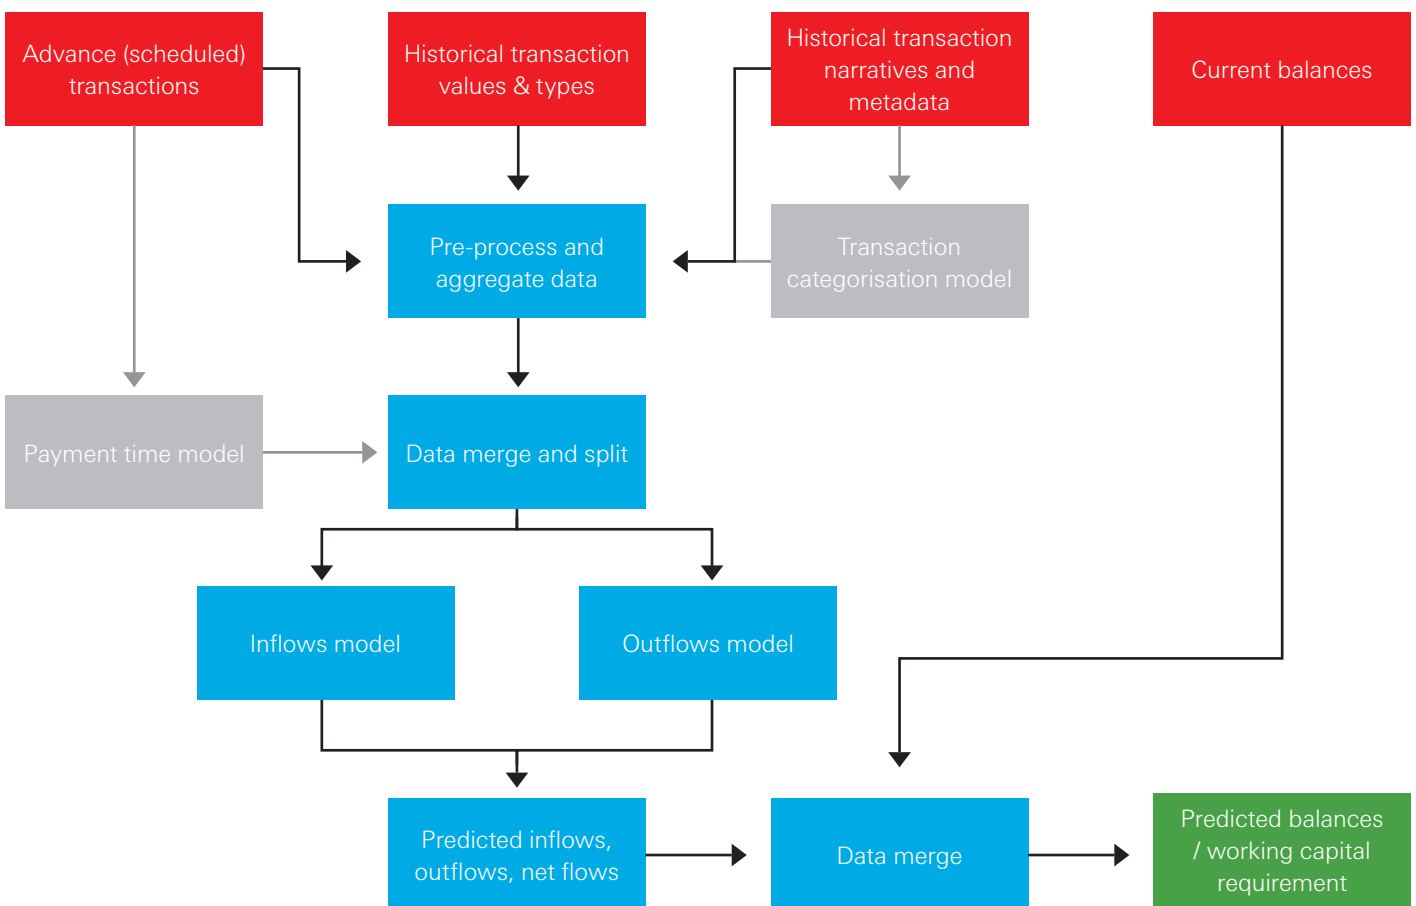 Advance (scheduled)
transactions
Historical transaction
values & types
Historical transaction
narratives and
metadata
Current balances
Pre-process and
aggregate data
Transaction
categorisation model
Payment time model
Data merge and split
Inflows model
Outflows model
Predicted inflows,
outflows, net flows
Data merge
Predicted balances
/ working capital
requirement